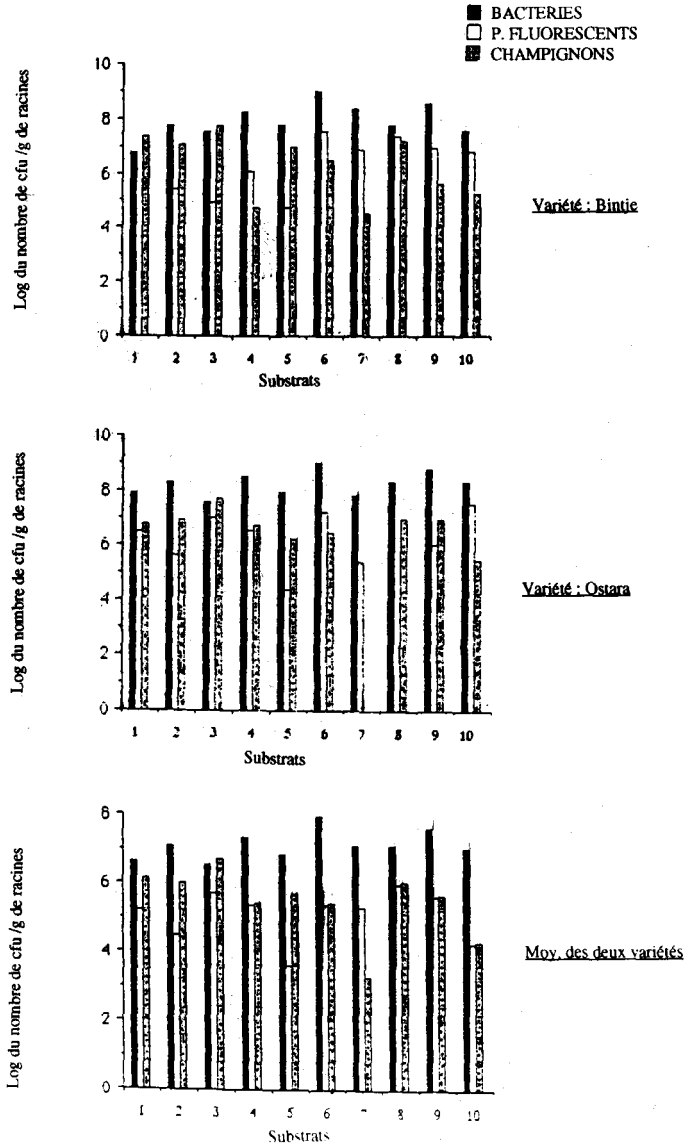 BACTERIES
P. FLUORESCENTS
CHAMPIGNONS
Log du nombre de cfu /g de racines
10
8
6
4
2
0
1 2 3 4 5 6 7 8 9 10
Substrats
Variété : Bintje
Log du nombre de cfu /g de racines
10
8
6
4
2
0
1 2 3 4 5 6 7 8 9 10
Substrats
Variété : Ostara
Log du nombre de cfu /g de racines
8
6
4
2
0
1 2 3 4 5 6 7 8 9 10
Substrats
Moy. des deux variétés